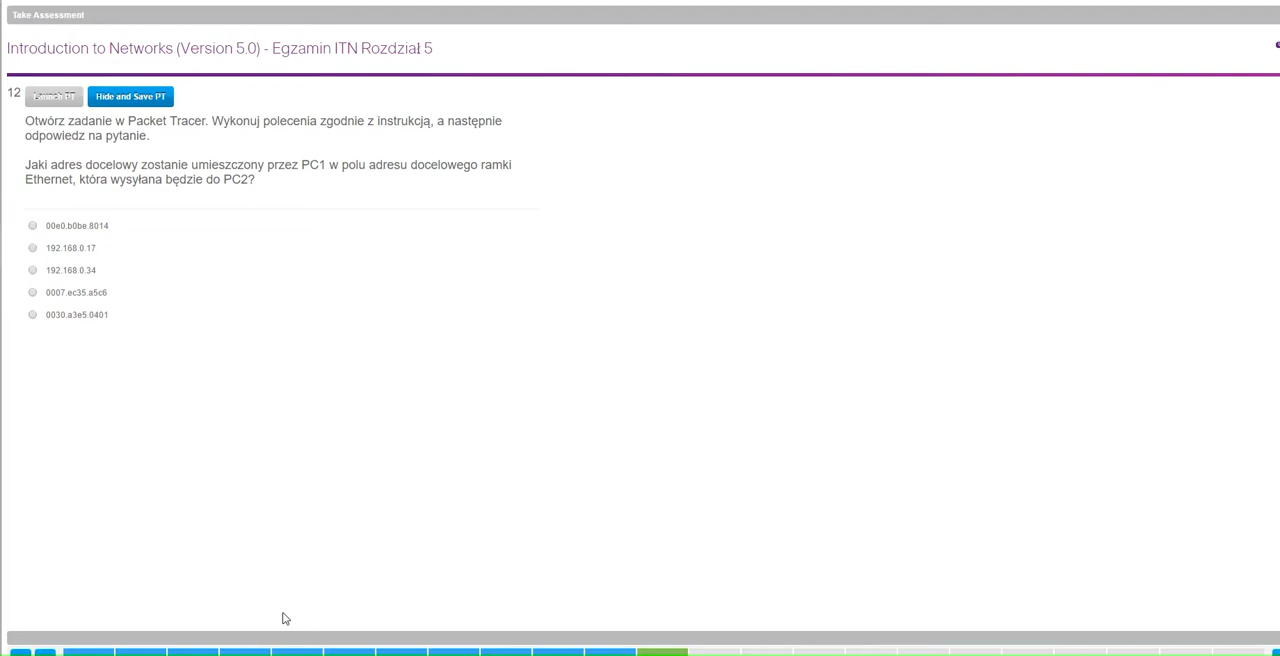 Take Assessment
Introduction to Networks (Version 5.0) - Egzamin ITN Rozdział 5
12
Launch PT
Hide and Save PT
Otwórz zadanie w Packet Tracer. Wykonuj polecenia zgodnie z instrukcją, a następnie
odpowiedz na pytanie.
Jaki adres docelowy zostanie umieszczony przez PC1 w polu adresu docelowego ramki
Ethernet, która wysyłana będzie do PC2?
00e0.b0be.8014
192.168.0.17
192.168.0.34
0007.ec35.a5c6
0030.a3e5.0401